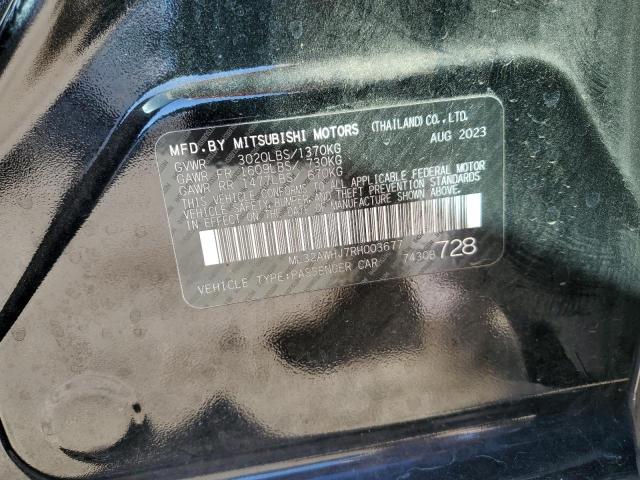 MFD.BY MITSUBISHI MOTORS (THAILAND) CO.,LTD.
AUG 2023
GVWR 3020LBS/1370KG
GAWR FR 1609LBS 730KG
GAWR RR 1477LBS 670KG
THIS VEHICLE CONFORMS TO ALL APPLICABLE FEDERAL MOTOR
VEHICLE SAFETY, BUMPER, AND THEFT PREVENTION STANDARDS
IN EFFECT ON THE DATE OF MANUFACTURE SHOWN ABOVE.
ML32AWHJ7RH003677 7430B728
VEHICLE TYPE:PASSENGER CAR